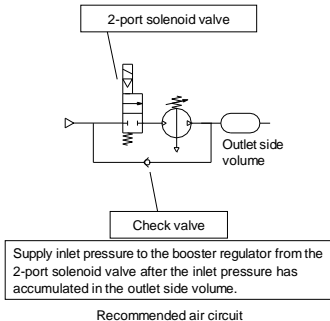 2-port solenoid valve
Outlet side
volume
Check valve
Supply inlet pressure to the booster regulator from the
2-port solenoid valve after the inlet pressure has
accumulated in the outlet side volume.
Recommended air circuit